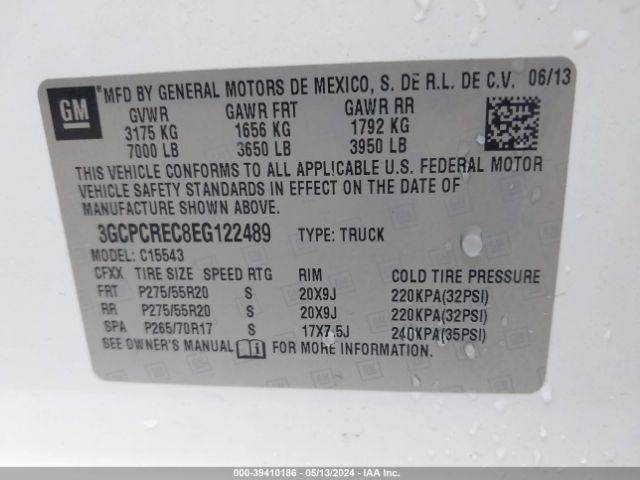 GM
*MFD BY GENERAL MOTORS DE MEXICO, S. DE R.L. DE C.V. 06/13
GVWR GAWR FRT GAWR RR
3175 KG 1656 KG 1792 KG
7000 LB 3650 LB 3950 LB
THIS VEHICLE CONFORMS TO ALL APPLICABLE U.S. FEDERAL MOTOR
VEHICLE SAFETY STANDARDS IN EFFECT ON THE DATE OF
MANUFACTURE SHOWN ABOVE.
3GCPCREC8EG122489 TYPE: TRUCK
MODEL: C15543
CFXX TIRE SIZE SPEED RTG RIM COLD TIRE PRESSURE
FRT P275/55R20 S 20X9J 220KPA(32PSI)
RR P275/55R20 S 20X9J 220KPA(32PSI)
SPA P265/70R17 S 17X7.5J 240KPA(35PSI)
SEE OWNER'S MANUAL FOR MORE INFORMATION.
000-39410186 - 05/13/2024 - IAA Inc.